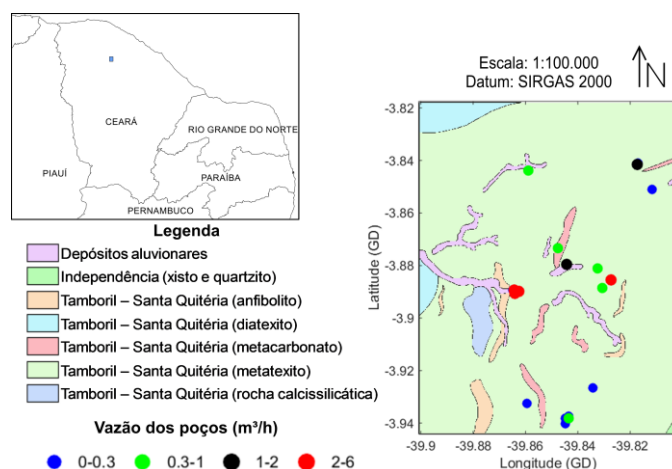 CEARÁ
RIO GRANDE DO NORTE
PIAUÍ
PARAÍBA
PERNAMBUCO
Legenda
Depósitos aluvionares
Independência (xisto e quartzito)
Tamboril – Santa Quitéria (anfibolito)
Tamboril – Santa Quitéria (diatexito)
Tamboril – Santa Quitéria (metacarbonato)
Tamboril – Santa Quitéria (metatexito)
Tamboril – Santa Quitéria (rocha calcissilicática)
Vazão dos poços (m³/h)
0-0.3 0.3-1 1-2 2-6
Escala: 1:100.000
Datum: SIRGAS 2000
N
-3.82
-3.84
-3.86
-3.88
-3.9
-3.92
-3.94
Latitude (GD)
-39.9 -39.88 -39.86 -39.84 -39.82
Longitude (GD)